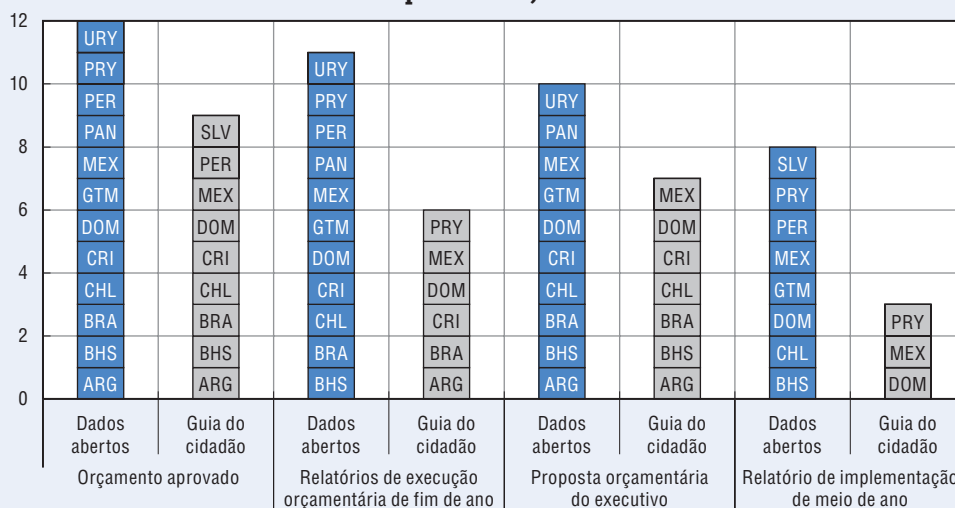 12
10
8
6
4
2
0
URY
PRY
PER
PAN
MEX
GTM
DOM
CRI
CHL
BRA
BHS
ARG
SLV
PER
MEX
DOM
CRI
CHL
BRA
BHS
ARG
URY
PRY
PER
PAN
MEX
GTM
DOM
CRI
CHL
BRA
BHS
PRY
MEX
DOM
CRI
BRA
ARG
URY
PAN
MEX
GTM
DOM
CRI
CHL
BRA
BHS
ARG
MEX
DOM
CRI
CHL
BRA
BHS
ARG
SLV
PRY
PER
MEX
GTM
DOM
CHL
BHS
PRY
MEX
DOM
Dados
abertos
Guia do
cidadão
Dados
abertos
Guia do
cidadão
Dados
abertos
Guia do
cidadão
Dados
abertos
Guia do
cidadão
Orçamento aprovado
Relatórios de execução
orçamentária de fim de ano
Proposta orçamentária
do executivo
Relatório de implementação
de meio de ano